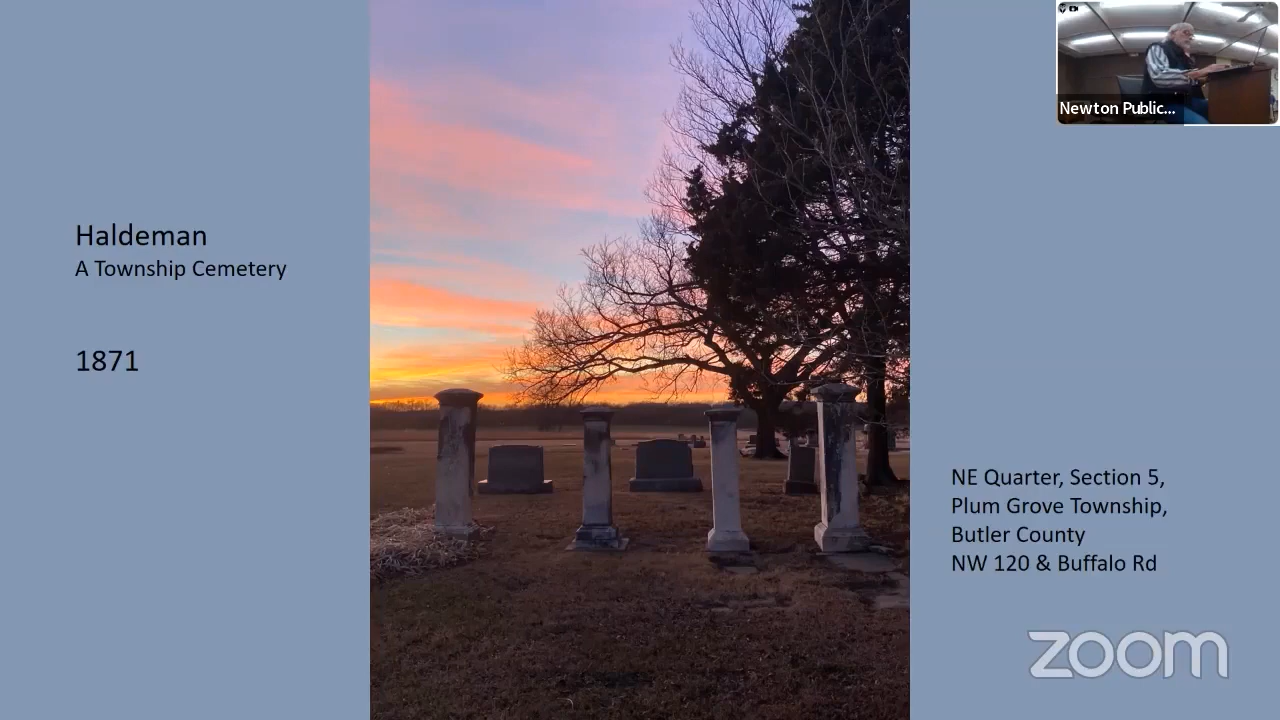 Newton Public...
Haldeman
A Township Cemetery
1871
NE Quarter, Section 5,
Plum Grove Township,
Butler County
NW 120 & Buffalo Rd
zoom